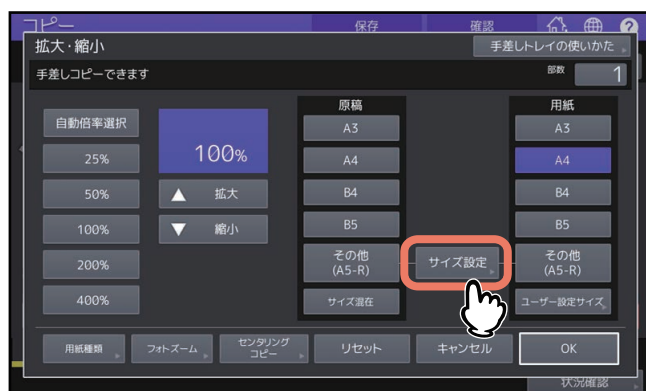 コピー
保存
確認
拡大・縮小
手差しトレイの使いかた
手差しコピーできます
部数
1
自動倍率選択
25%
50%
100%
200%
400%
100%
拡大
縮小
原稿
A3
A4
B4
B5
その他
(A5-R)
サイズ混在
サイズ設定
用紙
A3
A4
B4
B5
その他
(A5-R)
ユーザー設定サイズ
用紙種類
フォトズーム
センタリング
コピー
リセット
キャンセル
OK
状況確認